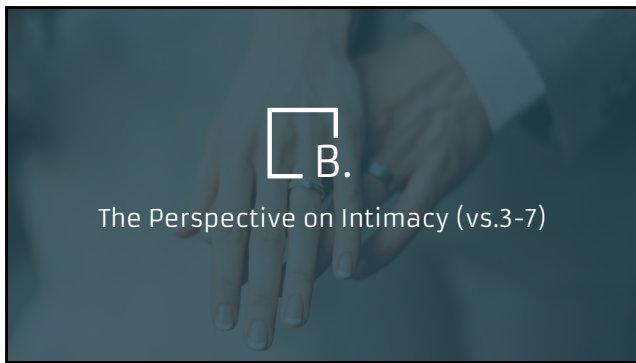 B.
The Perspective on Intimacy (vs.3-7)